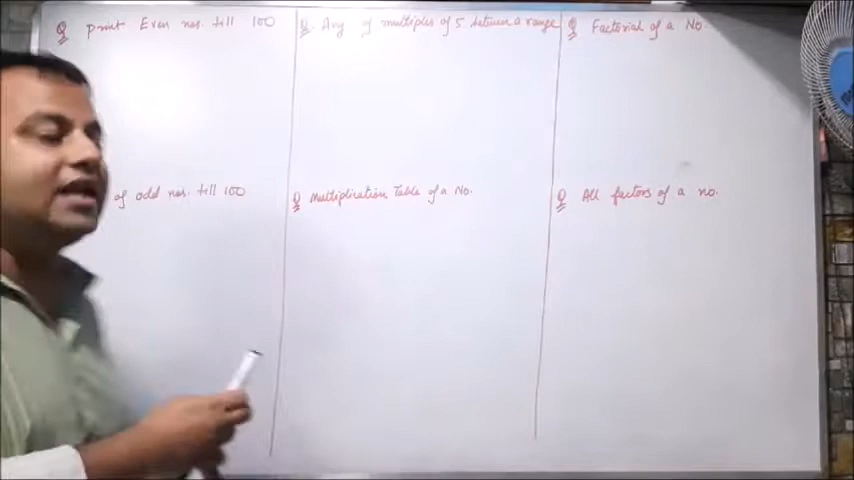 Q print Even nos. till 100
Q. Avg of multiples of 5 between a range
Q Factorial of a No.
of odd nos. till 100
Q Multiplication Table of a No.
Q All factors of a no.